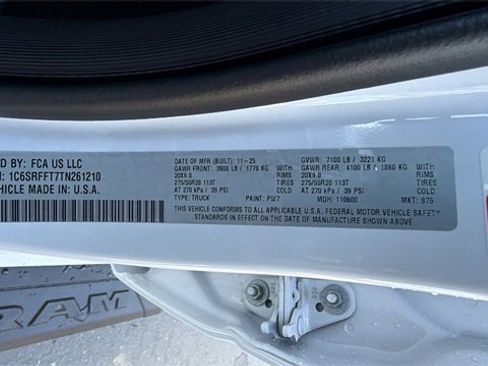 D BY: FCA US LLC
N: 1C6SRFFT7TN261210
VEHICLE MADE IN: U.S.A.
DATE OF MFR (BUILT): 11-25
GAWR FRONT: 3900 LB / 1770 KG WITH
20X9.0 RIMS
275/55R20 113T TIRES
AT 270 kPa / 39 PSI COLD
TYPE: TRUCK PAINT: PW7
GVWR: 7100 LB / 3221 KG
GAWR REAR: 4100 LB / 1860 KG WITH
20X9.0 RIMS
275/55R20 113T TIRES
AT 270 kPa / 39 PSI COLD
MDH: 110600 MKT: 875
THIS VEHICLE CONFORMS TO ALL APPLICABLE U.S.A. FEDERAL MOTOR VEHICLE SAFETY
STANDARDS IN EFFECT ON THE DATE OF MANUFACTURE SHOWN ABOVE.
RAM